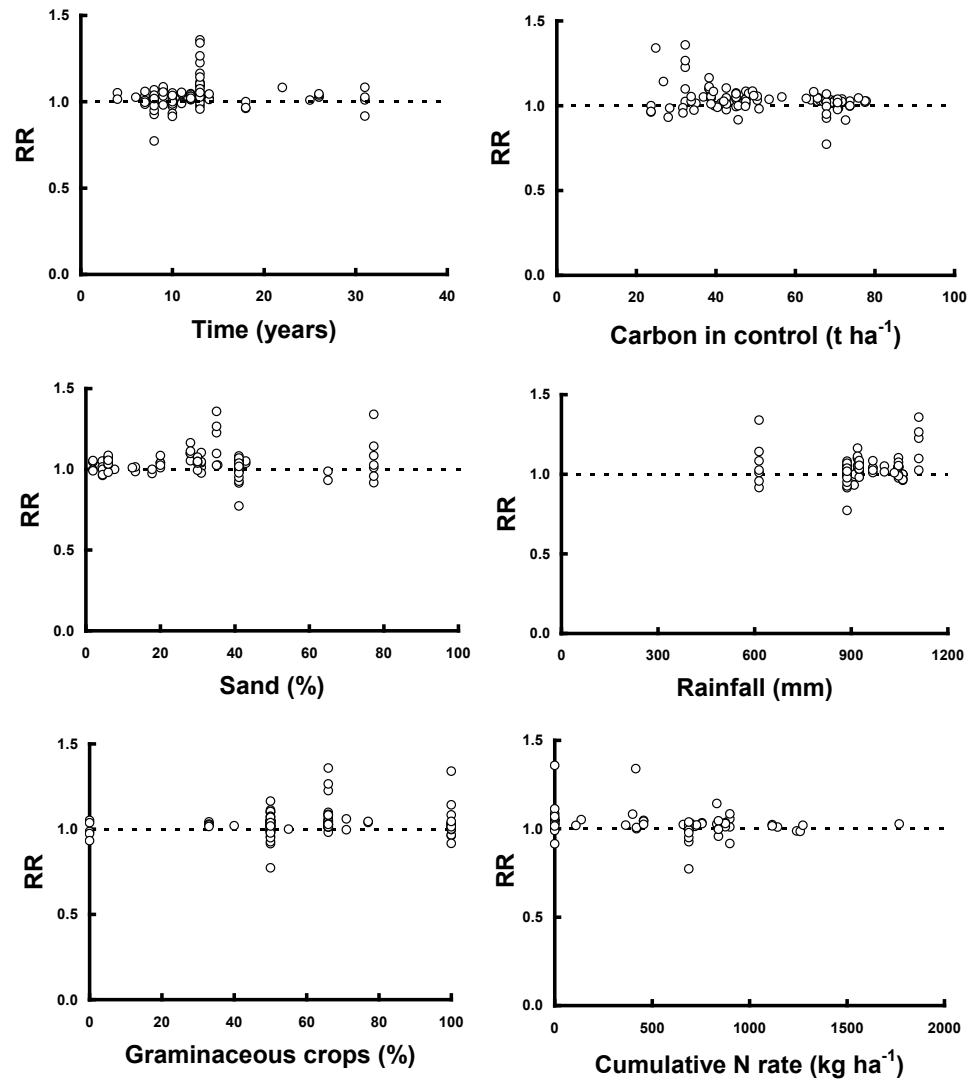 1.5
1.0
0.5
0.0
RR
0 10 20 30 40
Time (years)
1.5
1.0
0.5
0.0
RR
0 20 40 60 80 100
Carbon in control (t ha⁻¹)
1.5
1.0
0.5
0.0
RR
0 20 40 60 80 100
Sand (%)
1.5
1.0
0.5
0.0
RR
0 300 600 900 1200
Rainfall (mm)
1.5
1.0
0.5
0.0
RR
0 20 40 60 80 100
Graminaceous crops (%)
1.5
1.0
0.5
0.0
RR
0 500 1000 1500 2000
Cumulative N rate (kg ha⁻¹)